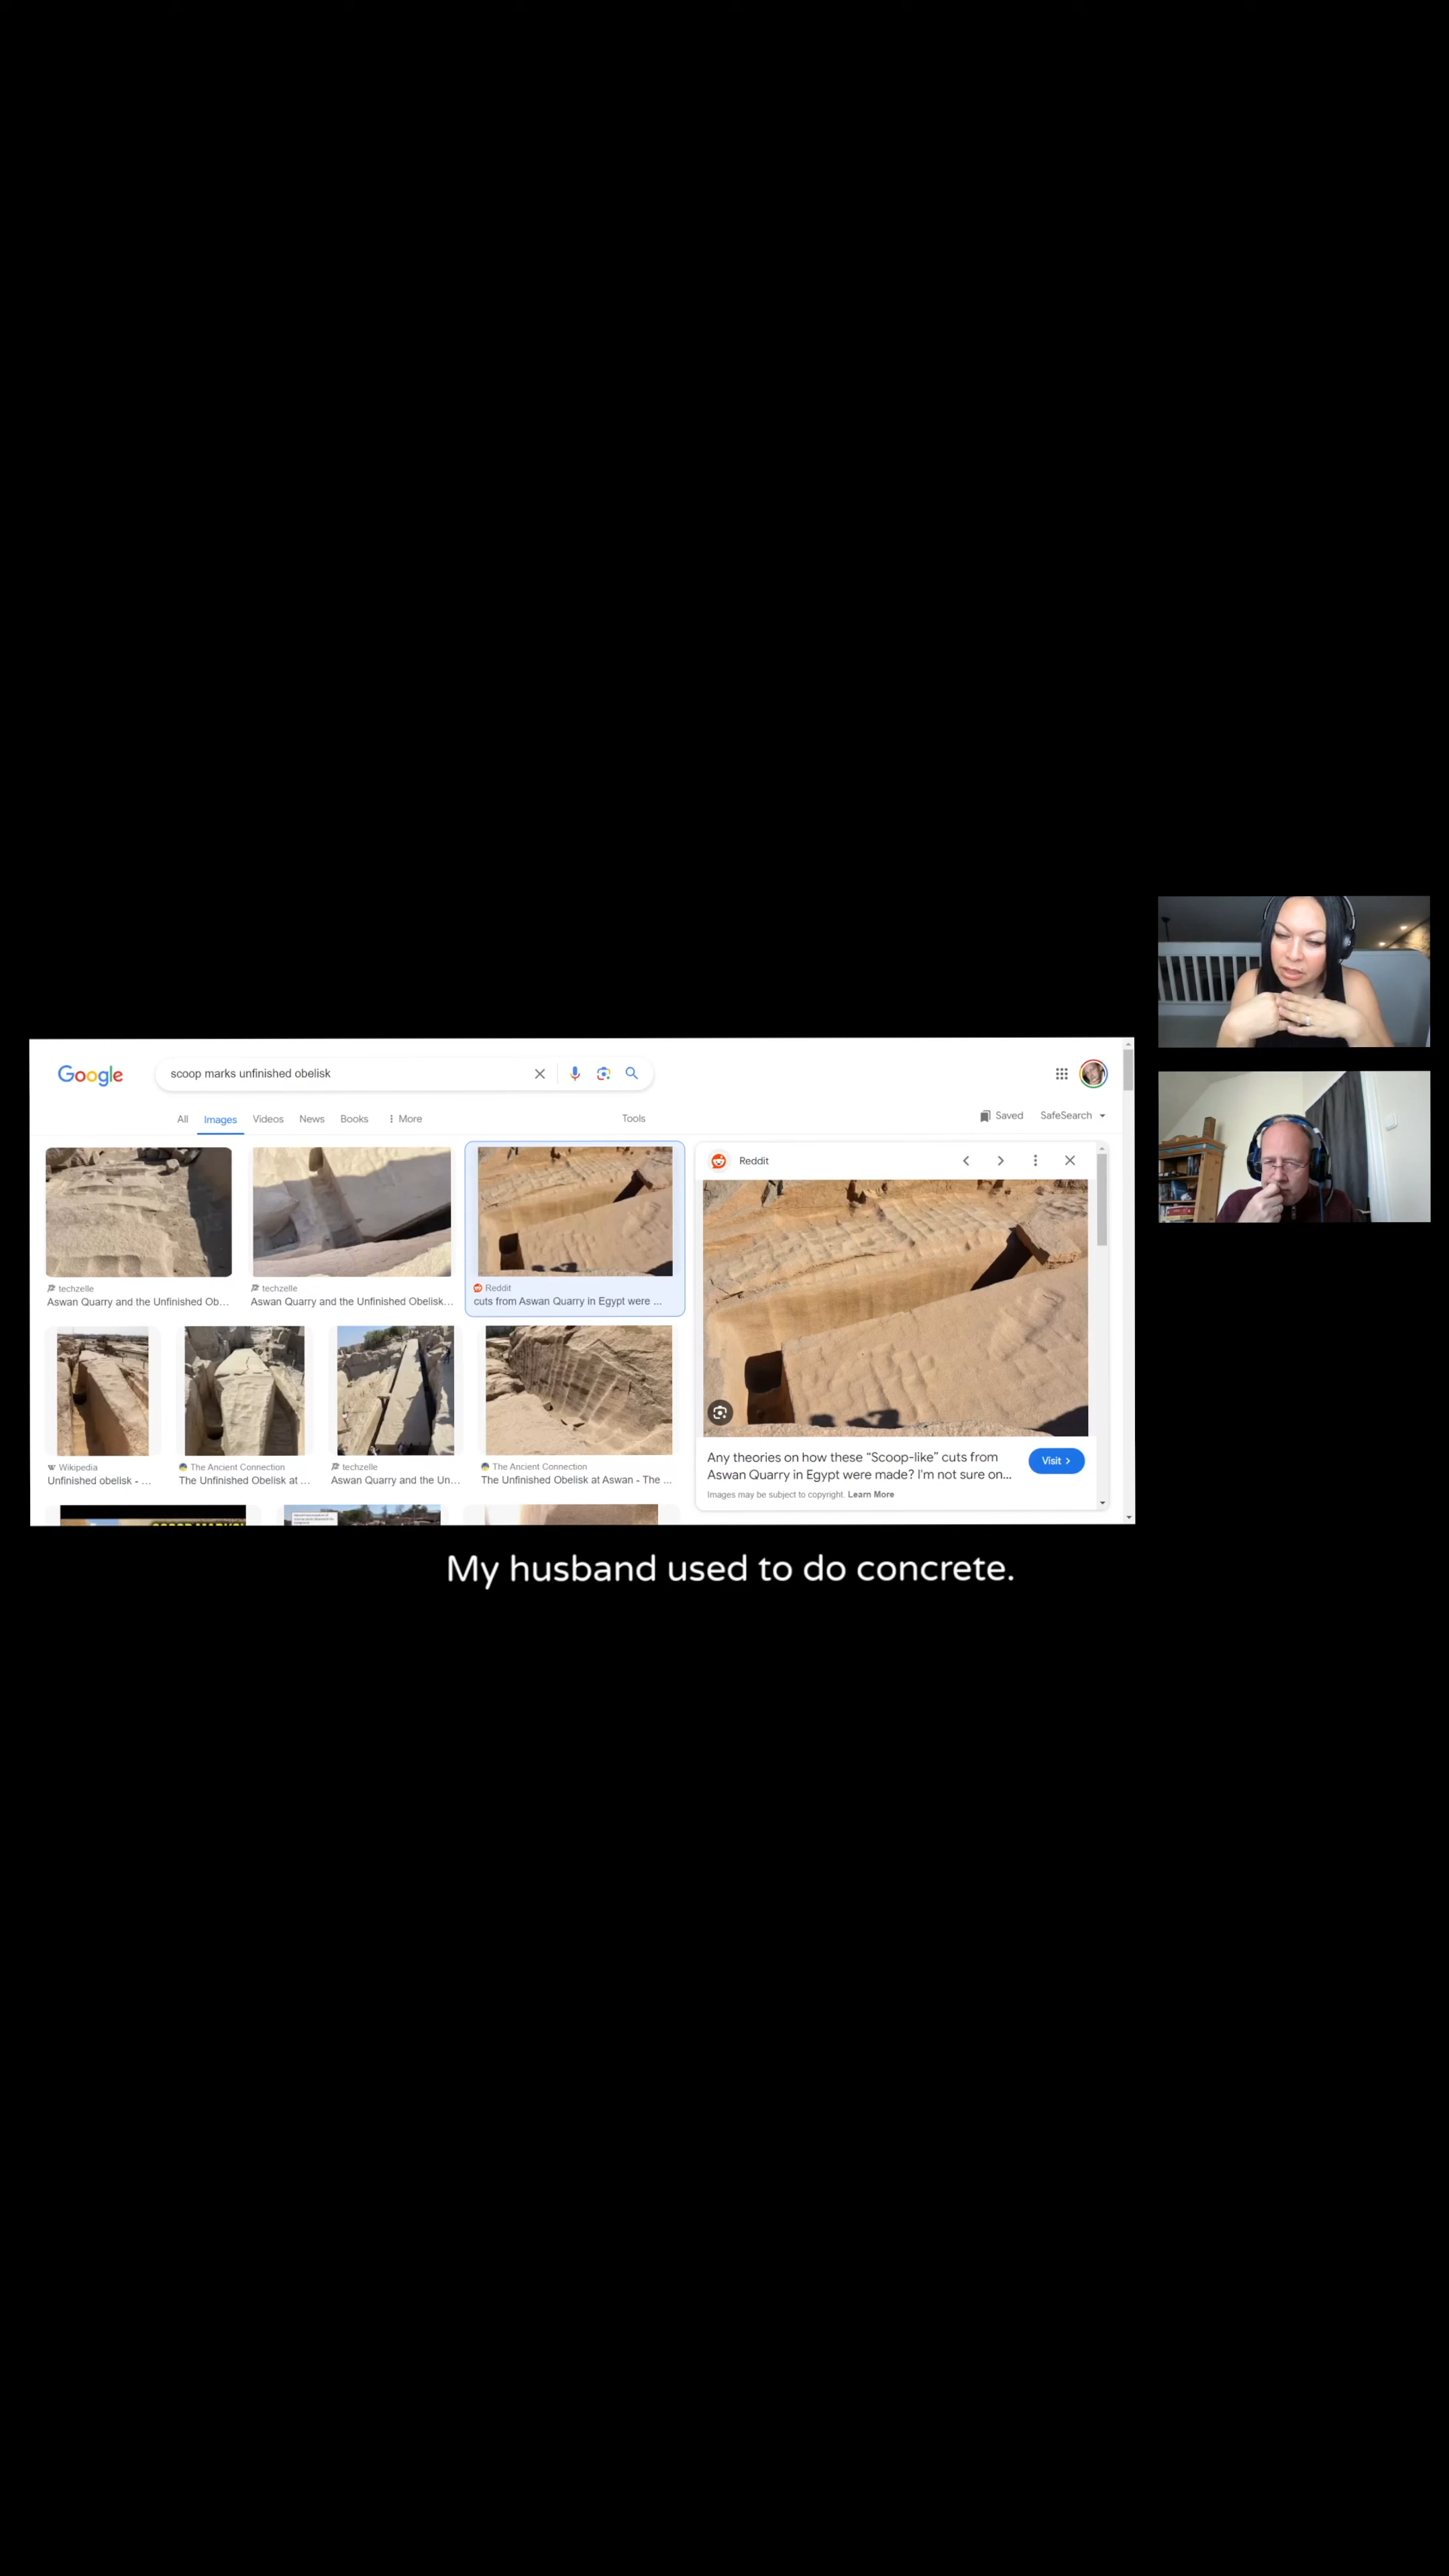 Google
scoop marks unfinished obelisk
All Images Videos News Books More Tools Saved SafeSearch
techzelle
Aswan Quarry and the Unfinished Ob...
techzelle
Aswan Quarry and the Unfinished Obelisk...
Reddit
cuts from Aswan Quarry in Egypt were ...
W Wikipedia
Unfinished obelisk - ...
The Ancient Connection
The Unfinished Obelisk at ...
techzelle
Aswan Quarry and the Un...
The Ancient Connection
The Unfinished Obelisk at Aswan - The ...
Reddit
Any theories on how these “Scoop-like” cuts from
Aswan Quarry in Egypt were made? I'm not sure on...
Visit
Images may be subject to copyright. Learn More
My husband used to do concrete.